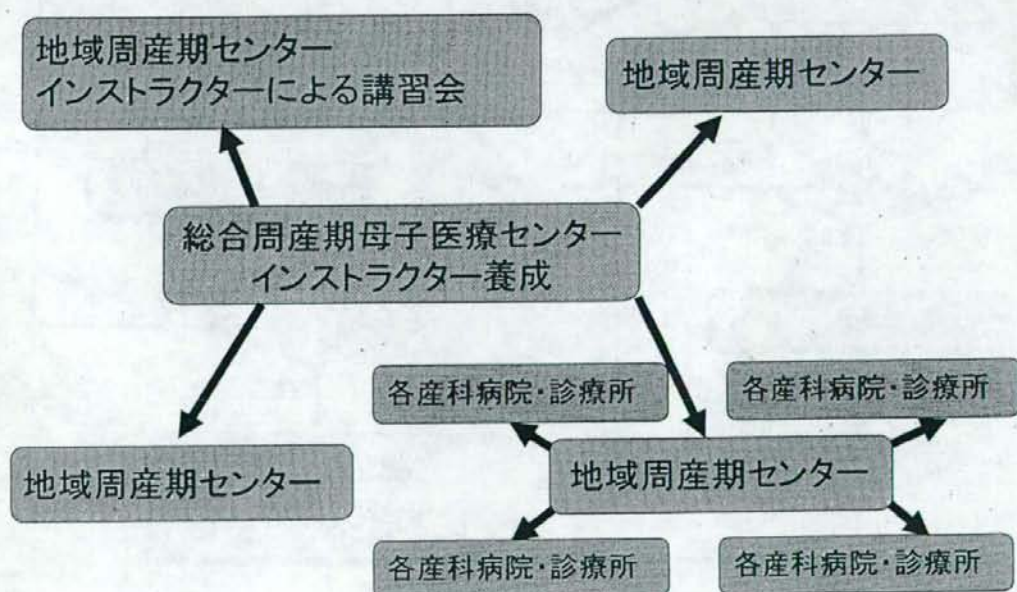 地域周産期センター
インストラクターによる講習会
地域周産期センター
総合周産期母子医療センター
インストラクター養成
各産科病院・診療所
各産科病院・診療所
地域周産期センター
地域周産期センター
各産科病院・診療所
各産科病院・診療所